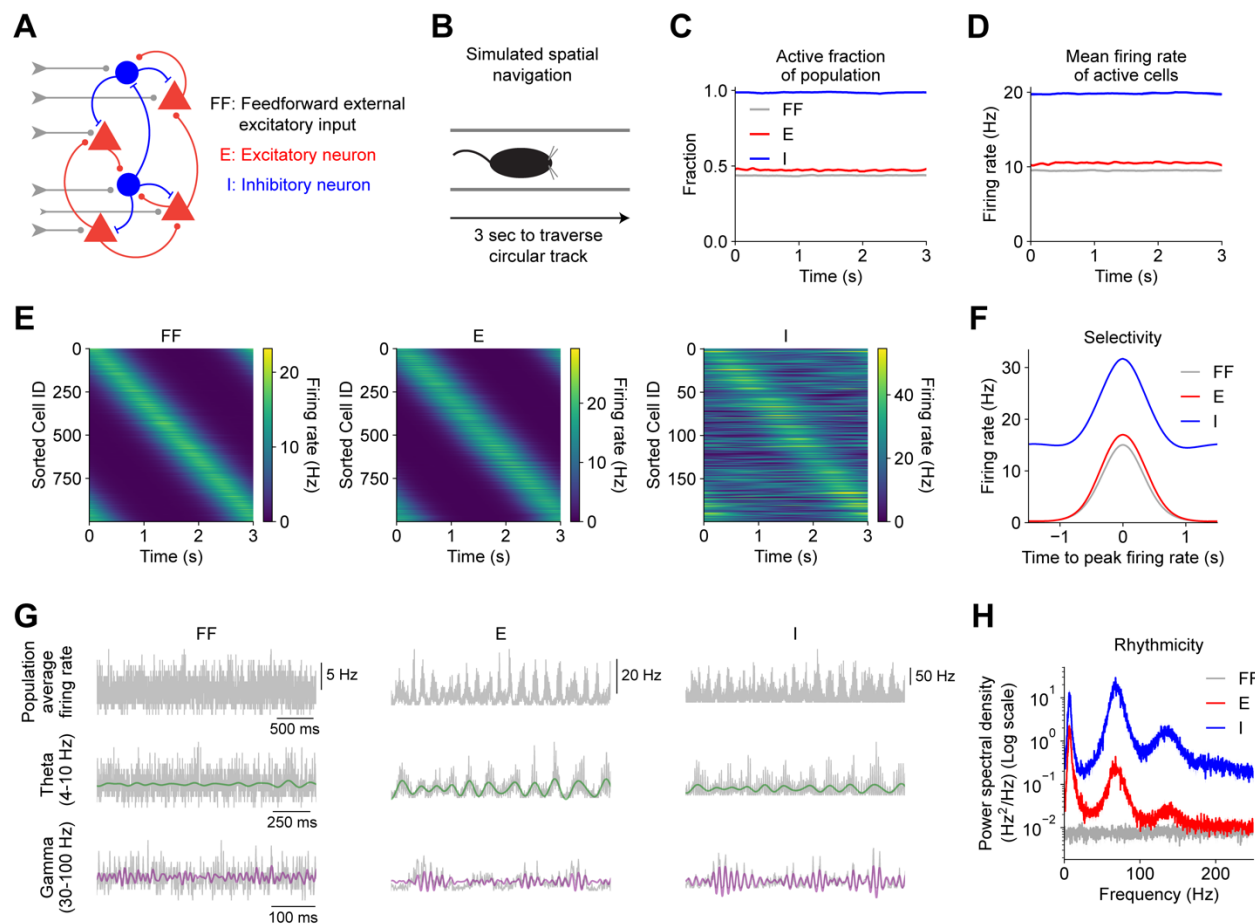 A
FF: Feedforward external
excitatory input
E: Excitatory neuron
I: Inhibitory neuron
B
Simulated spatial
navigation
3 sec to traverse
circular track
C
Active fraction
of population
1.0
0.5
0.0
Fraction
FF
E
I
0 1 2 3
Time (s)
D
Mean firing rate
of active cells
20
10
0
Firing rate (Hz)
0 1 2 3
Time (s)
E
FF
0
250
500
750
Sorted Cell ID
0 1 2 3
Time (s)
20
10
0
Firing rate (Hz)
E
0
250
500
750
Sorted Cell ID
0 1 2 3
Time (s)
20
10
0
Firing rate (Hz)
I
0
50
100
150
Sorted Cell ID
0 1 2 3
Time (s)
40
20
0
Firing rate (Hz)
F
Selectivity
30
20
10
0
Firing rate (Hz)
FF
E
I
−1 0 1
Time to peak firing rate (s)
G
FF
E
I
Population
average
firing rate
5 Hz
20 Hz
50 Hz
500 ms
Theta
(4-10 Hz)
250 ms
Gamma
(30-100 Hz)
100 ms
H
Rhythmicity
Power spectral density
(Hz²/Hz) (Log scale)
10¹
10⁰
10⁻¹
10⁻²
FF
E
I
0 100 200
Frequency (Hz)